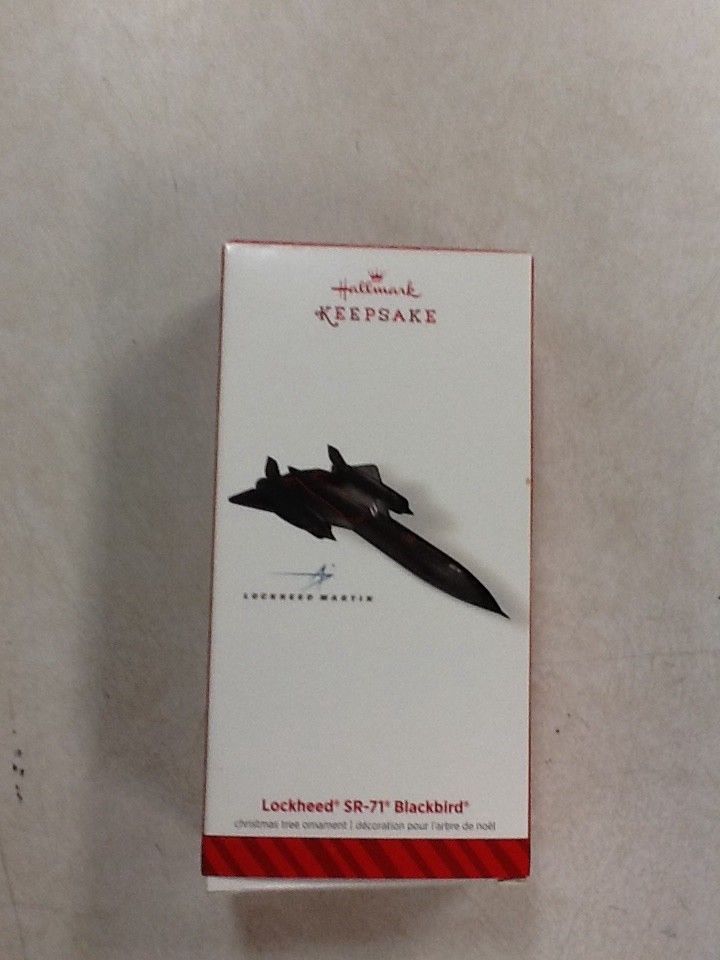 Hallmark
KEEPSAKE
LOCKHEED MARTIN
Lockheed® SR-71® Blackbird®
christmas tree ornament | décoration pour l'arbre de noël